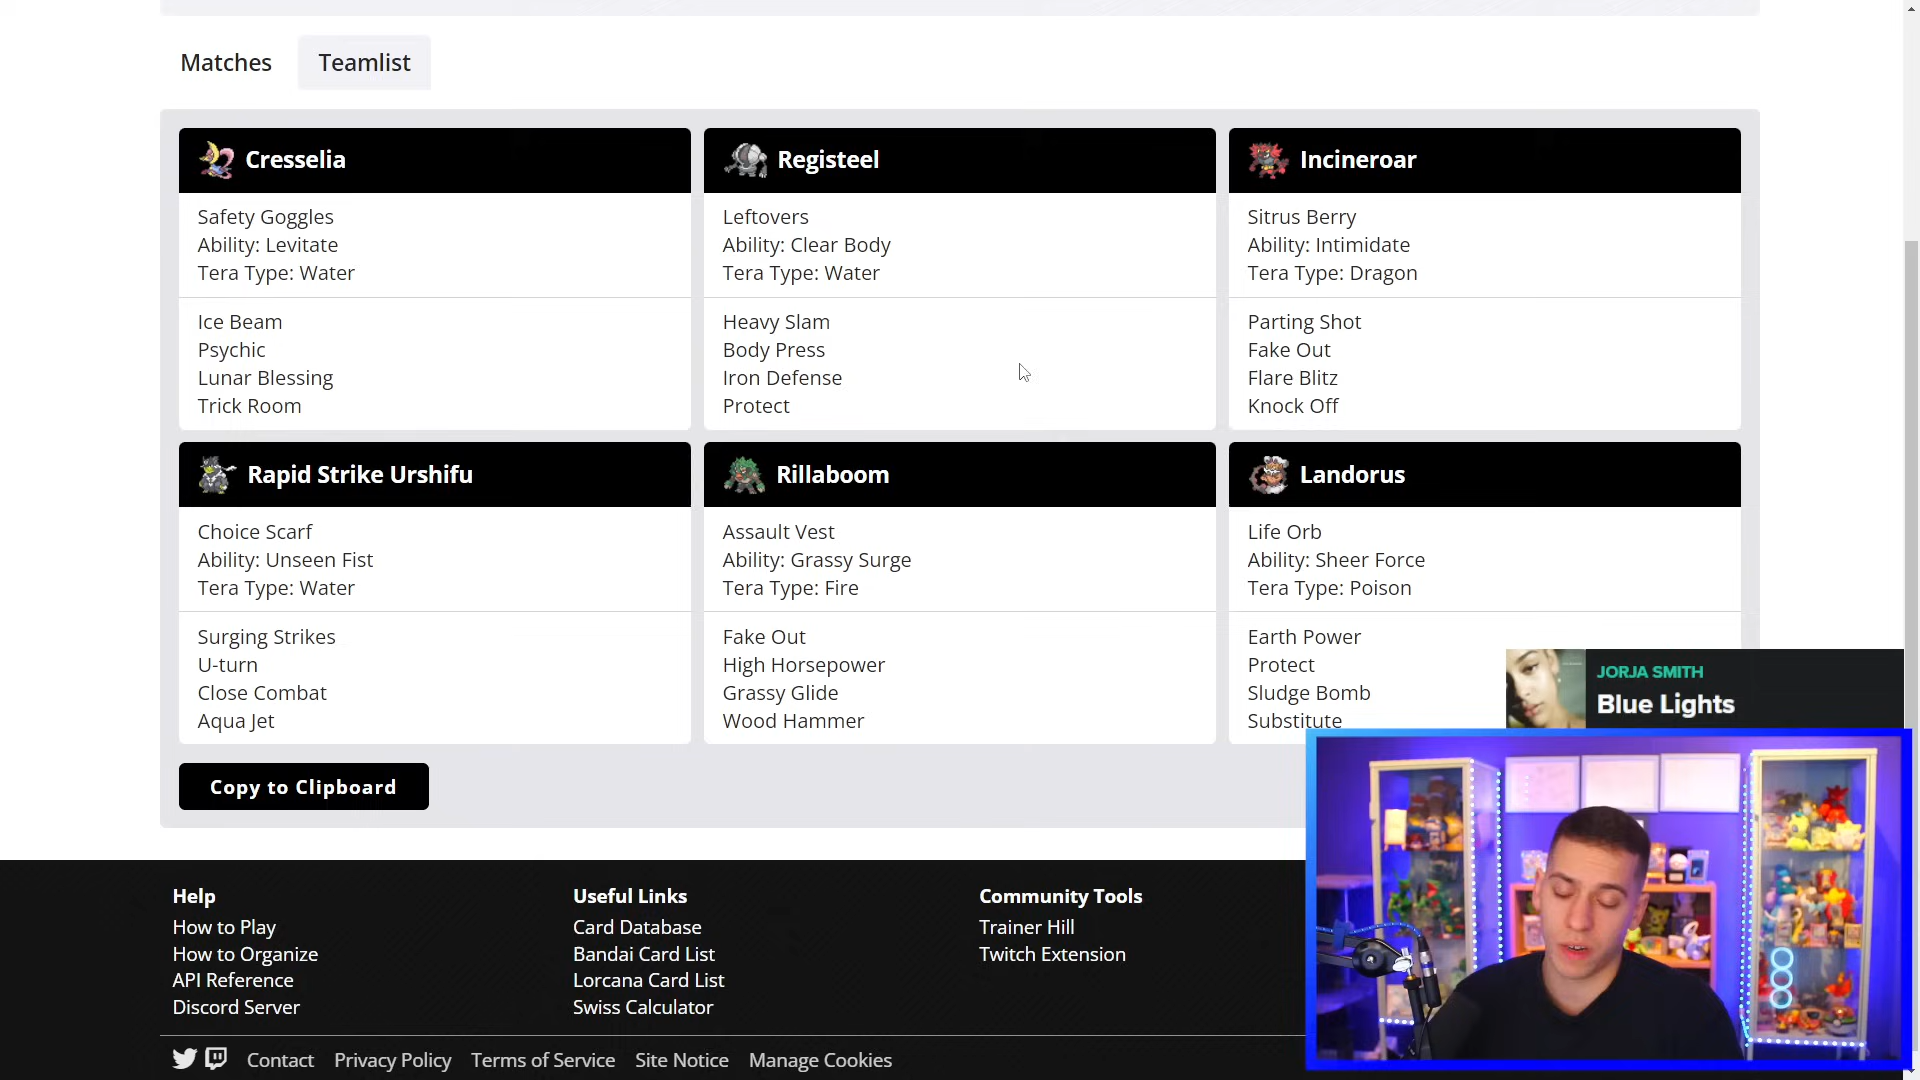 Matches
Teamlist
Cresselia
Safety Goggles
Ability: Levitate
Tera Type: Water
Ice Beam
Psychic
Lunar Blessing
Trick Room
Registeel
Leftovers
Ability: Clear Body
Tera Type: Water
Heavy Slam
Body Press
Iron Defense
Protect
Incineroar
Sitrus Berry
Ability: Intimidate
Tera Type: Dragon
Parting Shot
Fake Out
Flare Blitz
Knock Off
Rapid Strike Urshifu
Choice Scarf
Ability: Unseen Fist
Tera Type: Water
Surging Strikes
U-turn
Close Combat
Aqua Jet
Rillaboom
Assault Vest
Ability: Grassy Surge
Tera Type: Fire
Fake Out
High Horsepower
Grassy Glide
Wood Hammer
Landorus
Life Orb
Ability: Sheer Force
Tera Type: Poison
Earth Power
Protect
Sludge Bomb
Substitute
JORJA SMITH
Blue Lights
Copy to Clipboard
Help
How to Play
How to Organize
API Reference
Discord Server
Useful Links
Card Database
Bandai Card List
Lorcana Card List
Swiss Calculator
Community Tools
Trainer Hill
Twitch Extension
Contact
Privacy Policy
Terms of Service
Site Notice
Manage Cookies